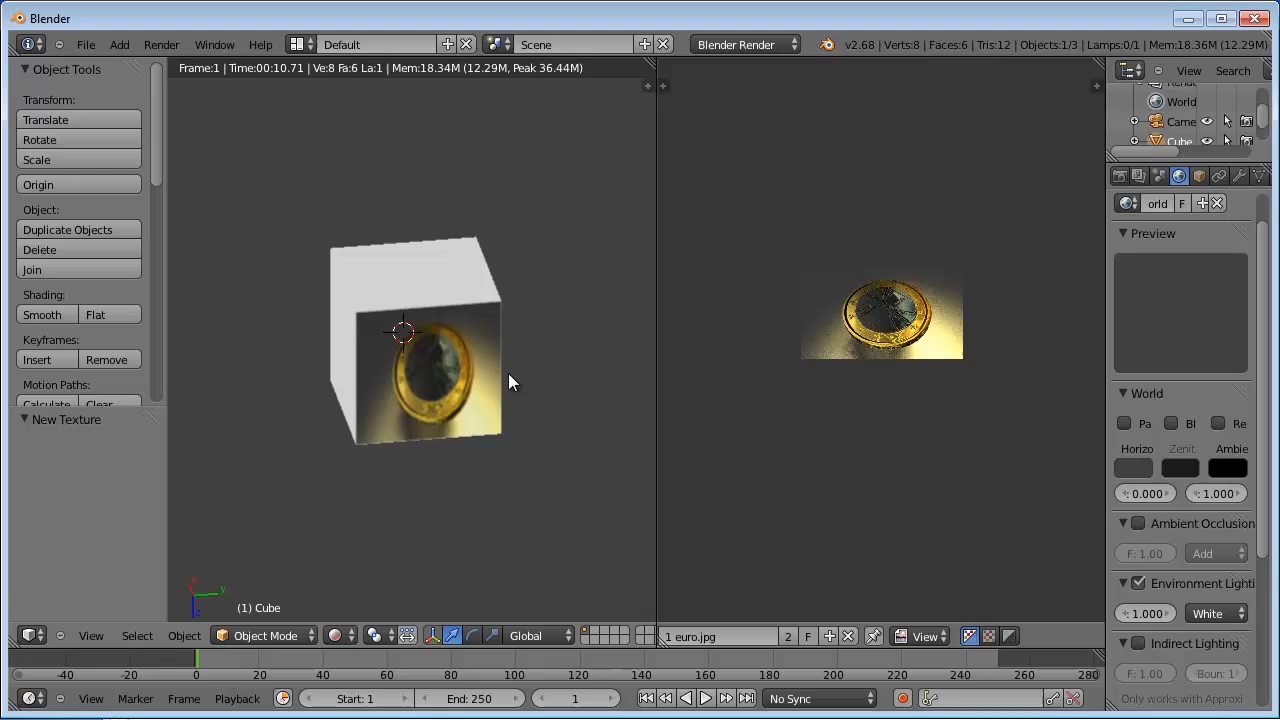 Blender
File Add Render Window Help Default Scene Blender Render v2.68 | Verts:8 | Faces:6 | Tris:12 | Objects:1/3 | Lamps:0/1 | Mem:18.36M (12.29M)
Object Tools
Transform:
Translate
Rotate
Scale
Origin
Object:
Duplicate Objects
Delete
Join
Shading:
Smooth Flat
Keyframes:
Insert Remove
Motion Paths:
Calculate Clear
New Texture
Frame:1 | Time:00:10.71 | Ve:8 Fa:6 La:1 | Mem:18.34M (12.29M, Peak 36.44M)
(1) Cube
View Select Object Object Mode Global
1 euro.jpg 2 F View
View Search
World
Came
Cube
orld F
Preview
World
Pa Bl Re
Horizo Zenit Ambie
: 0.000 : 1.000
Ambient Occlusion
F: 1.00 Add
Environment Lighti
: 1.000 White
Indirect Lighting
F: 1.00 Boun: 1
Only works with Approxi
-40 -20 0 20 40 60 80 100 120 140 160 180 200 220 240 260 280
View Marker Frame Playback Start: 1 End: 250 1 No Sync